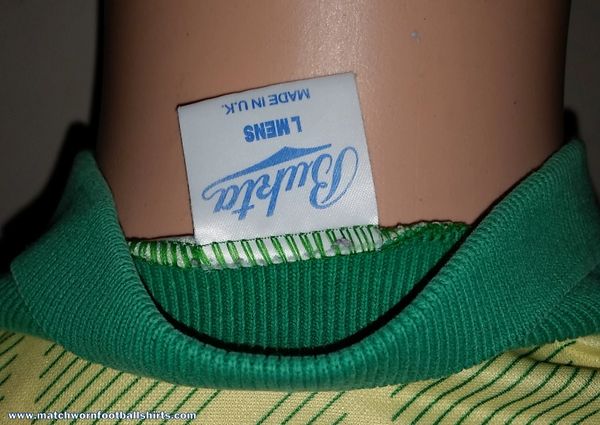 Bukta
L MENS
MADE IN U.K.
www.matchwornfootballshirts.com